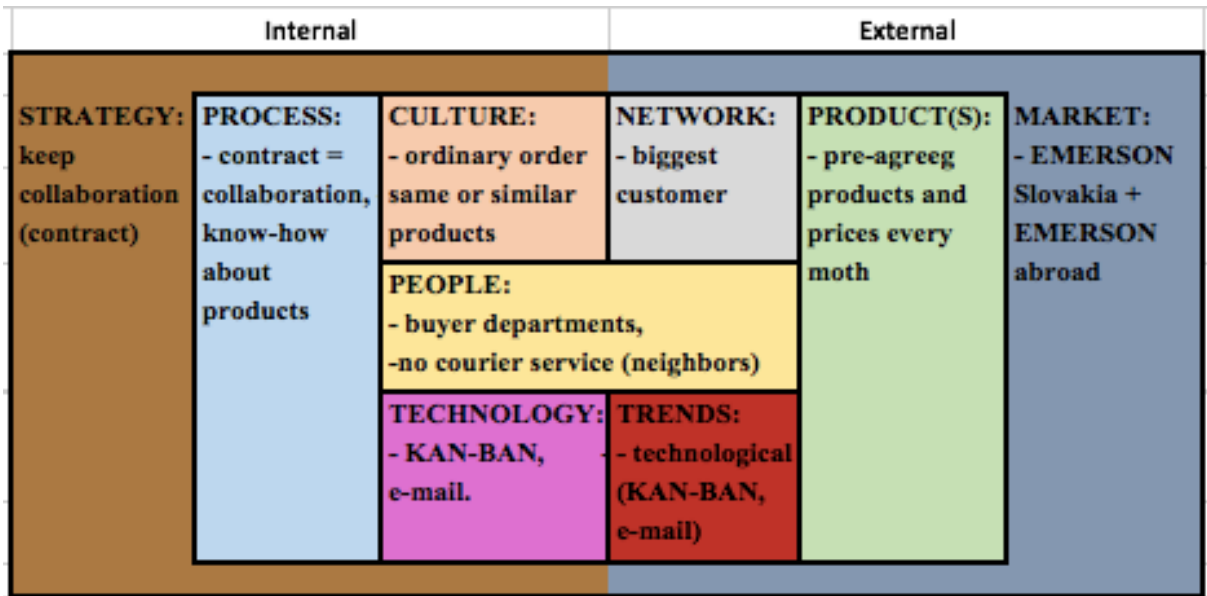 Internal
External
STRATEGY:
keep
collaboration
(contract)
PROCESS:
- contract =
collaboration,
know-how
about
products
CULTURE:
- ordinary order
same or similar
products
NETWORK:
- biggest
customer
PRODUCT(S):
- pre-agreeg
products and
prices every
moth
MARKET:
- EMERSON
Slovakia +
EMERSON
abroad
PEOPLE:
- buyer departments,
-no courier service (neighbors)
TECHNOLOGY:
- KAN-BAN,
e-mail.
TRENDS:
- technological
(KAN-BAN,
e-mail)